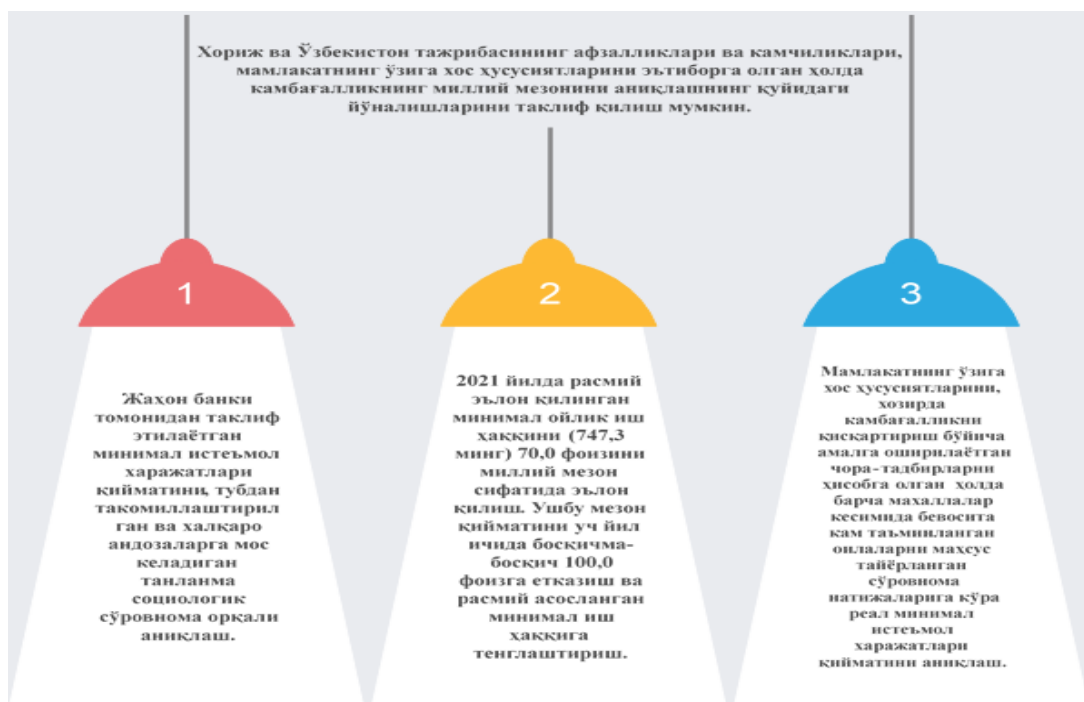 Хориж ва Ўзбекистон тажрибасининг афзалликлари ва камчиликлари,
мамлакатнинг ўзига хос ҳусусиятларини эътиборга олган ҳолда
камбағалликнинг миллий мезонини аниқлашнинг қуйидаги
йўналишларини таклиф қилиш мумкин.
1
Жаҳон банки
томонидан таклиф
этилаётган
минимал истеъмол
харажатлари
қийматини, тубдан
такомиллаштирил
ган ва халқаро
андозаларга мос
келадиган
танланма
социологик
сўровнома орқали
аниқлаш.
2
2021 йилда расмий
эълон қилинган
минимал ойлик иш
ҳаққини (747,3
минг) 70,0 фоизини
миллий мезон
сифатида эълон
қилиш. Ушбу мезон
қийматини уч йил
ичида босқичма-
босқич 100,0
фоизга етказиш ва
расмий асосланган
минимал иш
ҳаққига
тенглаштириш.
3
Мамлакатнинг ўзига
хос ҳусусиятларини,
хозирда
камбағалликни
қисқартириш бўйича
амалга оширилаётган
чора-тадбирларни
ҳисобга олган ҳолда
барча махаллалар
кесимида бевосита
кам таъминланган
оилаларни махсус
тайёрланган
сўровнома
натижаларига кўра
реал минимал
истеъмол
харажатлари
қийматини аниқлаш.